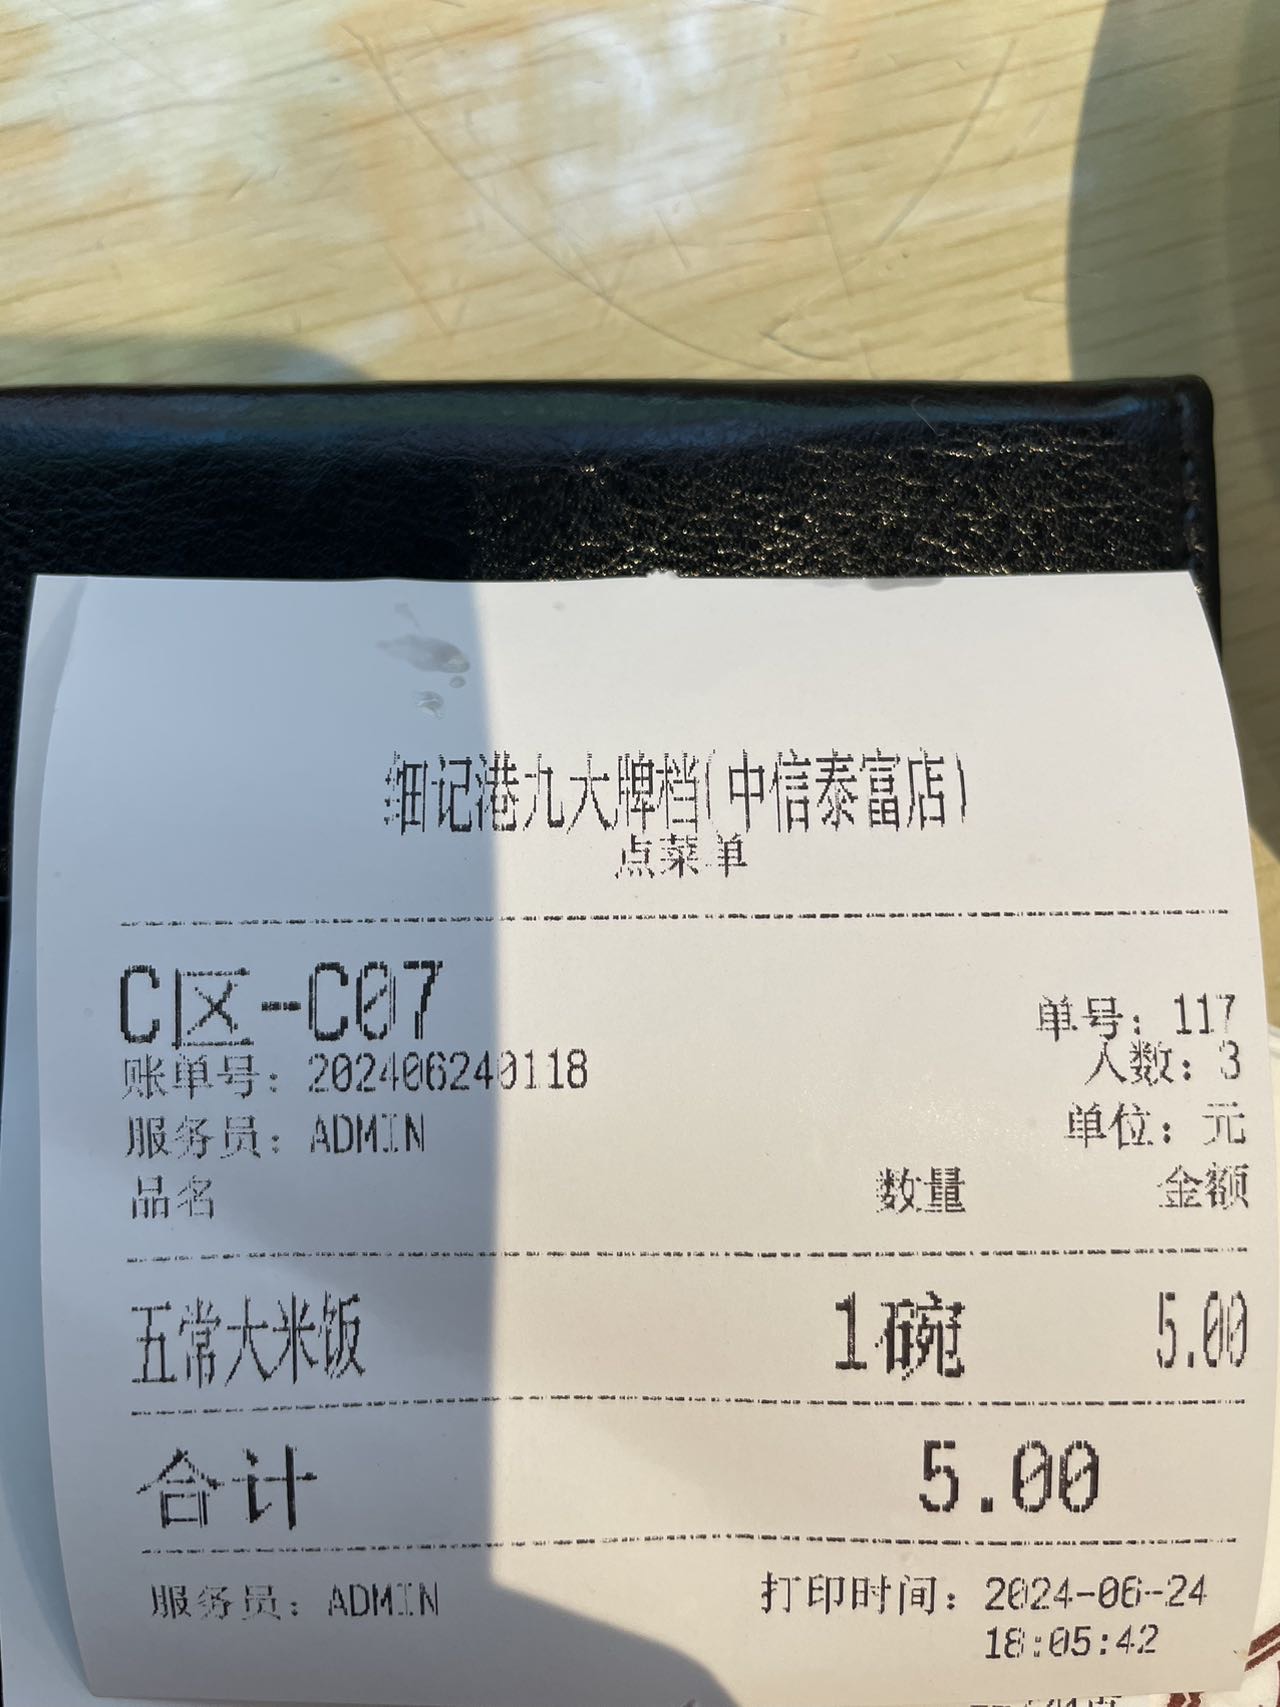 细记港九大牌档(中信泰富店)
点菜单
C区-C07
单号：117
账单号：202406240118
人数：3
服务员：ADMIN
单位：元
品名 数量 金额
五常大米饭 1碗 5.00
合计 5.00
服务员：ADMIN 打印时间：2024-06-24
18:05:42